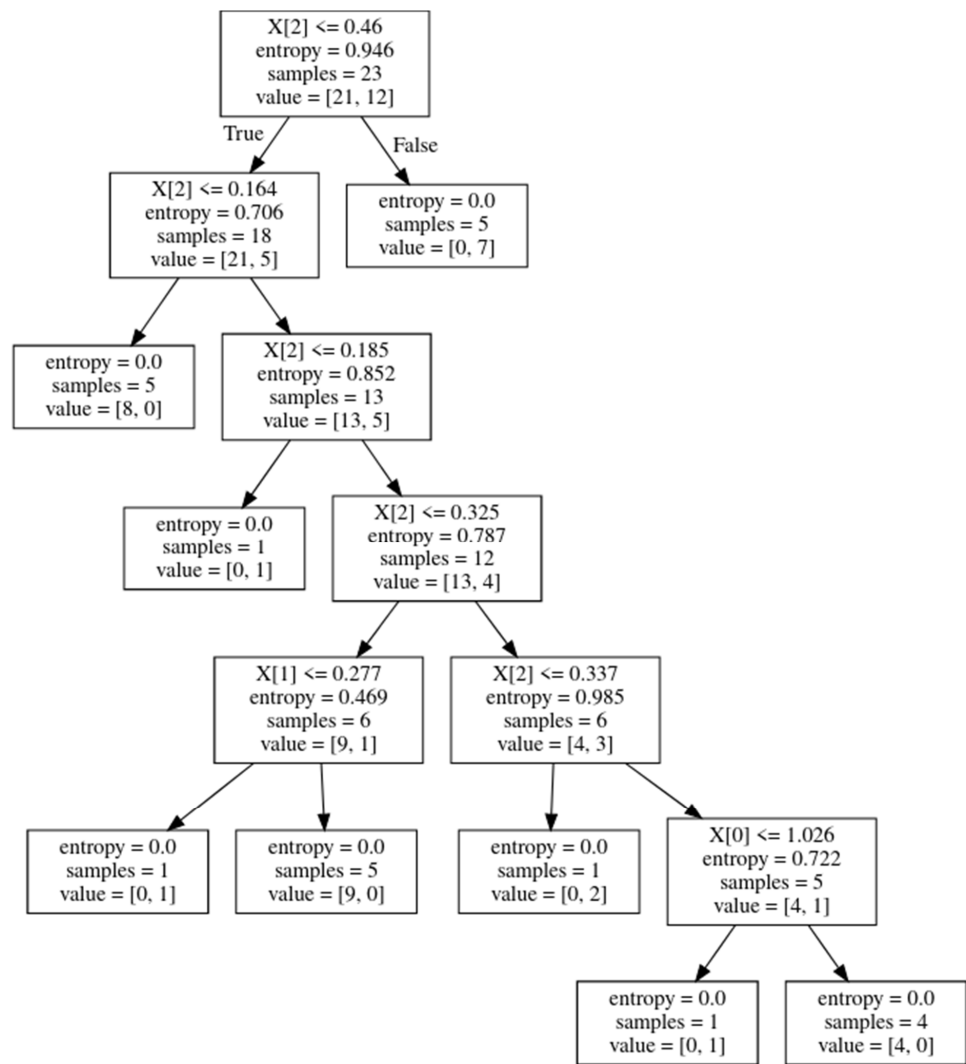 X[2] <= 0.46
entropy = 0.946
samples = 23
value = [21, 12]
True
False
X[2] <= 0.164
entropy = 0.706
samples = 18
value = [21, 5]
entropy = 0.0
samples = 5
value = [0, 7]
entropy = 0.0
samples = 5
value = [8, 0]
X[2] <= 0.185
entropy = 0.852
samples = 13
value = [13, 5]
entropy = 0.0
samples = 1
value = [0, 1]
X[2] <= 0.325
entropy = 0.787
samples = 12
value = [13, 4]
X[1] <= 0.277
entropy = 0.469
samples = 6
value = [9, 1]
X[2] <= 0.337
entropy = 0.985
samples = 6
value = [4, 3]
entropy = 0.0
samples = 1
value = [0, 1]
entropy = 0.0
samples = 5
value = [9, 0]
entropy = 0.0
samples = 1
value = [0, 2]
X[0] <= 1.026
entropy = 0.722
samples = 5
value = [4, 1]
entropy = 0.0
samples = 1
value = [0, 1]
entropy = 0.0
samples = 4
value = [4, 0]